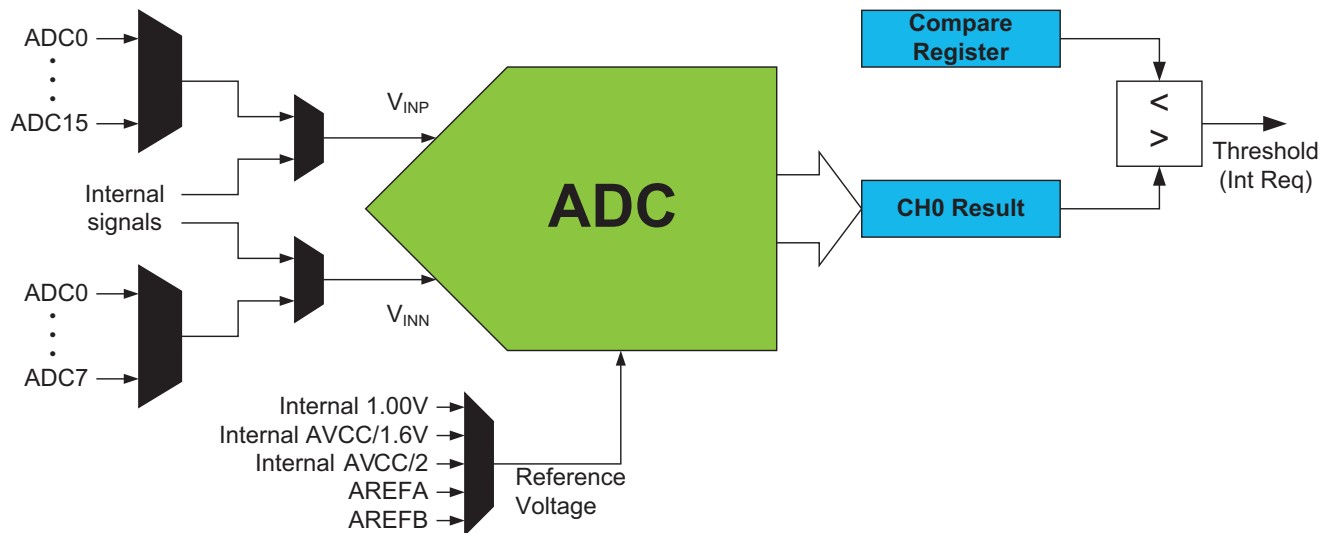 ADC0
ADC15
Internal
signals
ADC0
ADC7
V_INP
V_INN
ADC
Internal 1.00V
Internal AVCC/1.6V
Internal AVCC/2
AREFA
AREFB
Reference
Voltage
Compare
Register
CH0 Result
<
>
Threshold
(Int Req)